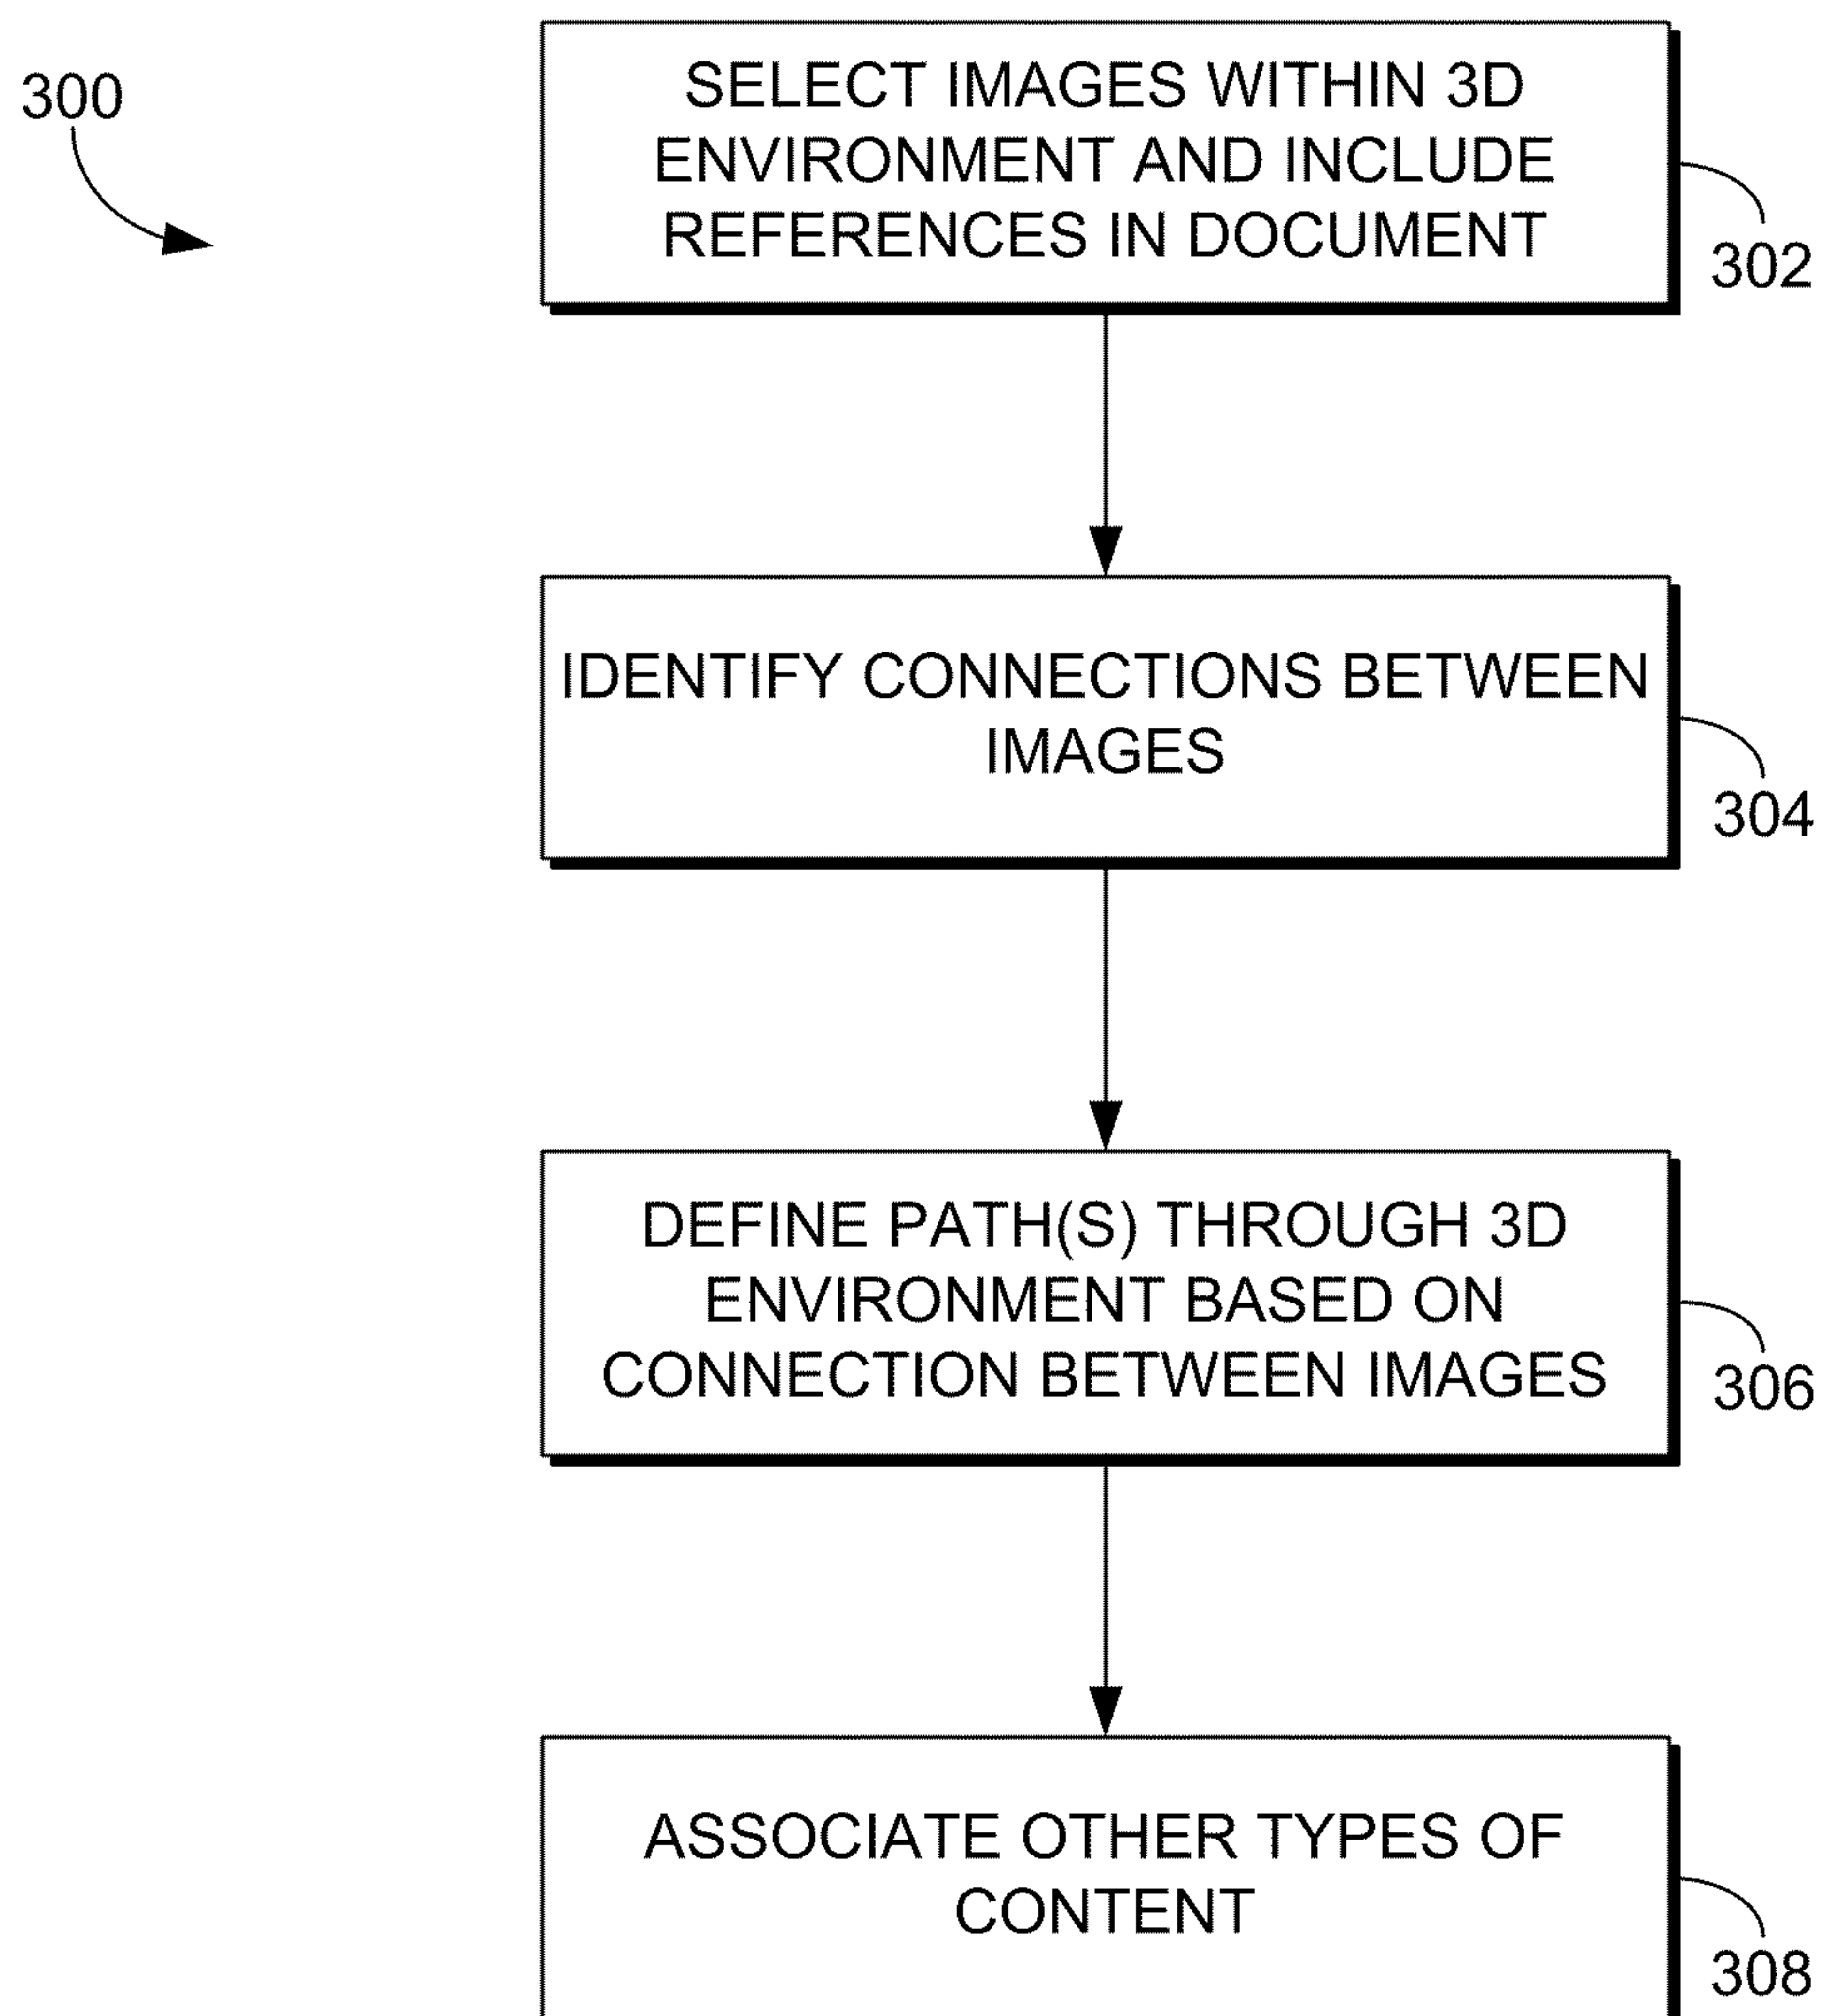 300
SELECT IMAGES WITHIN 3D
ENVIRONMENT AND INCLUDE
REFERENCES IN DOCUMENT
302
IDENTIFY CONNECTIONS BETWEEN
IMAGES
304
DEFINE PATH(S) THROUGH 3D
ENVIRONMENT BASED ON
CONNECTION BETWEEN IMAGES
306
ASSOCIATE OTHER TYPES OF
CONTENT
308